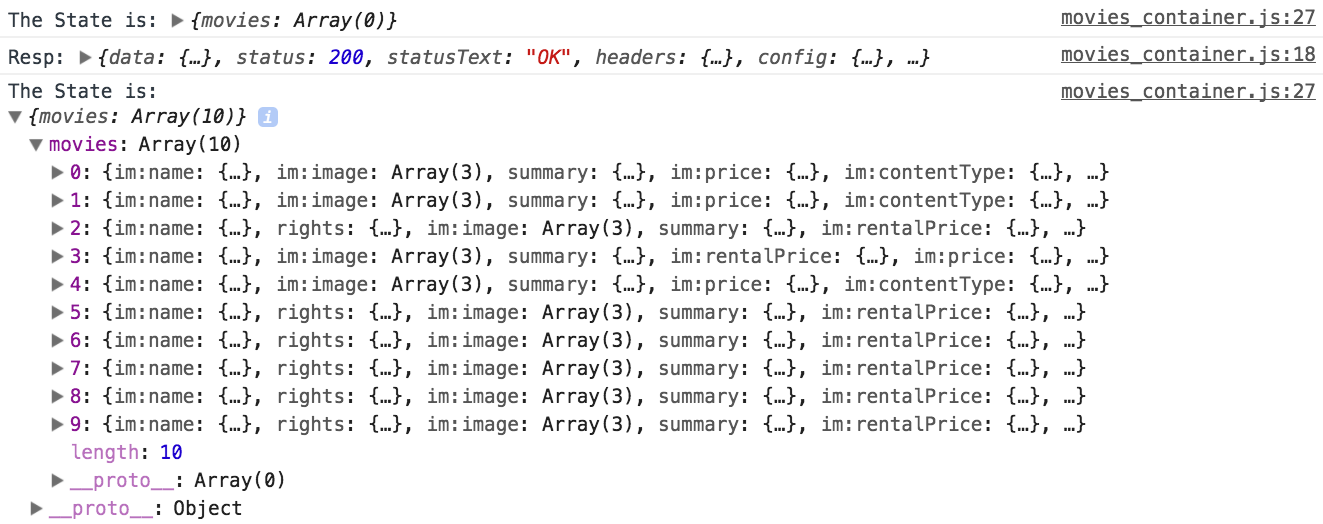 The State is: ▶{movies: Array(0)} movies_container.js:27
Resp: ▶{data: {…}, status: 200, statusText: "OK", headers: {…}, config: {…}, …} movies_container.js:18
The State is: movies_container.js:27
▼{movies: Array(10)} i
▼movies: Array(10)
▶0: {im:name: {…}, im:image: Array(3), summary: {…}, im:price: {…}, im:contentType: {…}, …}
▶1: {im:name: {…}, im:image: Array(3), summary: {…}, im:price: {…}, im:contentType: {…}, …}
▶2: {im:name: {…}, rights: {…}, im:image: Array(3), summary: {…}, im:rentalPrice: {…}, …}
▶3: {im:name: {…}, im:image: Array(3), summary: {…}, im:rentalPrice: {…}, im:price: {…}, …}
▶4: {im:name: {…}, im:image: Array(3), summary: {…}, im:price: {…}, im:contentType: {…}, …}
▶5: {im:name: {…}, rights: {…}, im:image: Array(3), summary: {…}, im:rentalPrice: {…}, …}
▶6: {im:name: {…}, rights: {…}, im:image: Array(3), summary: {…}, im:rentalPrice: {…}, …}
▶7: {im:name: {…}, rights: {…}, im:image: Array(3), summary: {…}, im:rentalPrice: {…}, …}
▶8: {im:name: {…}, rights: {…}, im:image: Array(3), summary: {…}, im:rentalPrice: {…}, …}
▶9: {im:name: {…}, rights: {…}, im:image: Array(3), summary: {…}, im:rentalPrice: {…}, …}
length: 10
▶__proto__: Array(0)
▶__proto__: Object